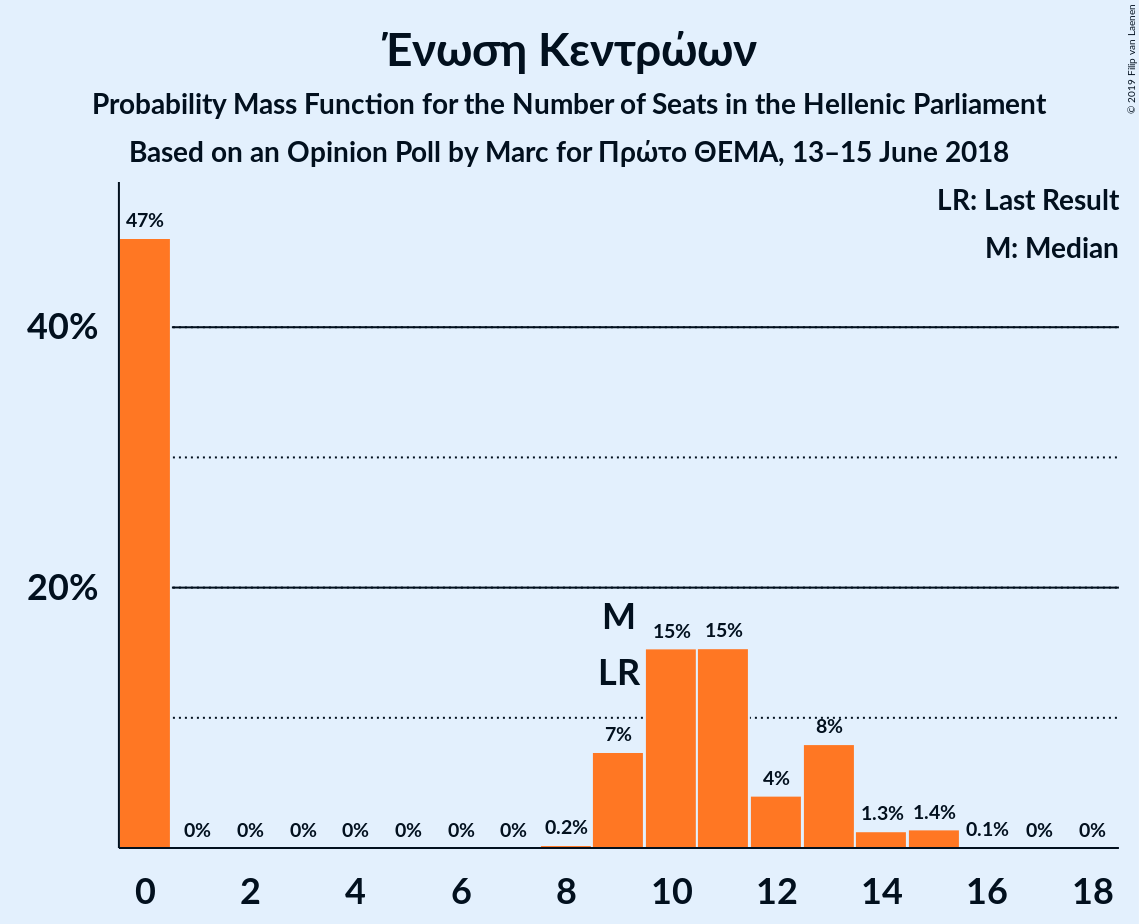 Ένωση Κεντρώων
Probability Mass Function for the Number of Seats in the Hellenic Parliament
Based on an Opinion Poll by Marc for Πρώτο ΘΕΜΑ, 13–15 June 2018
© 2019 Filip van Laenen
LR: Last Result
M: Median
47%
40%
20%
M
LR
15% 15%
7% 4% 8%
0% 0% 0% 0% 0% 0% 0% 0.2% 1.3% 1.4% 0.1% 0% 0%
0 2 4 6 8 10 12 14 16 18